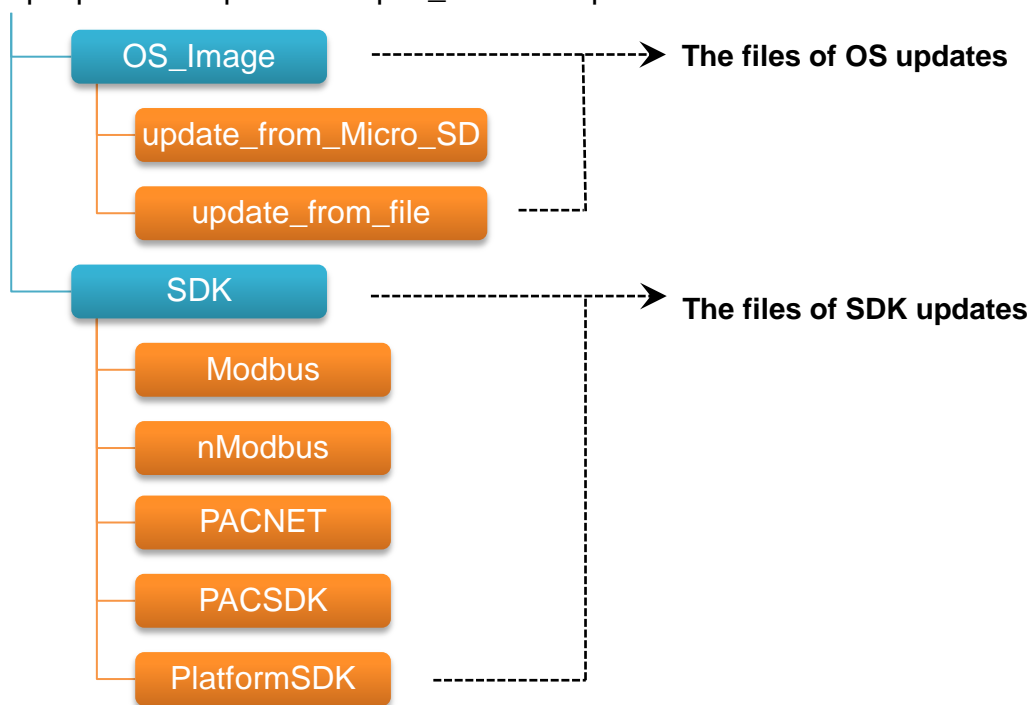 OS_Image
The files of OS updates
update_from_Micro_SD
update_from_file
SDK
The files of SDK updates
Modbus
nModbus
PACNET
PACSDK
PlatformSDK